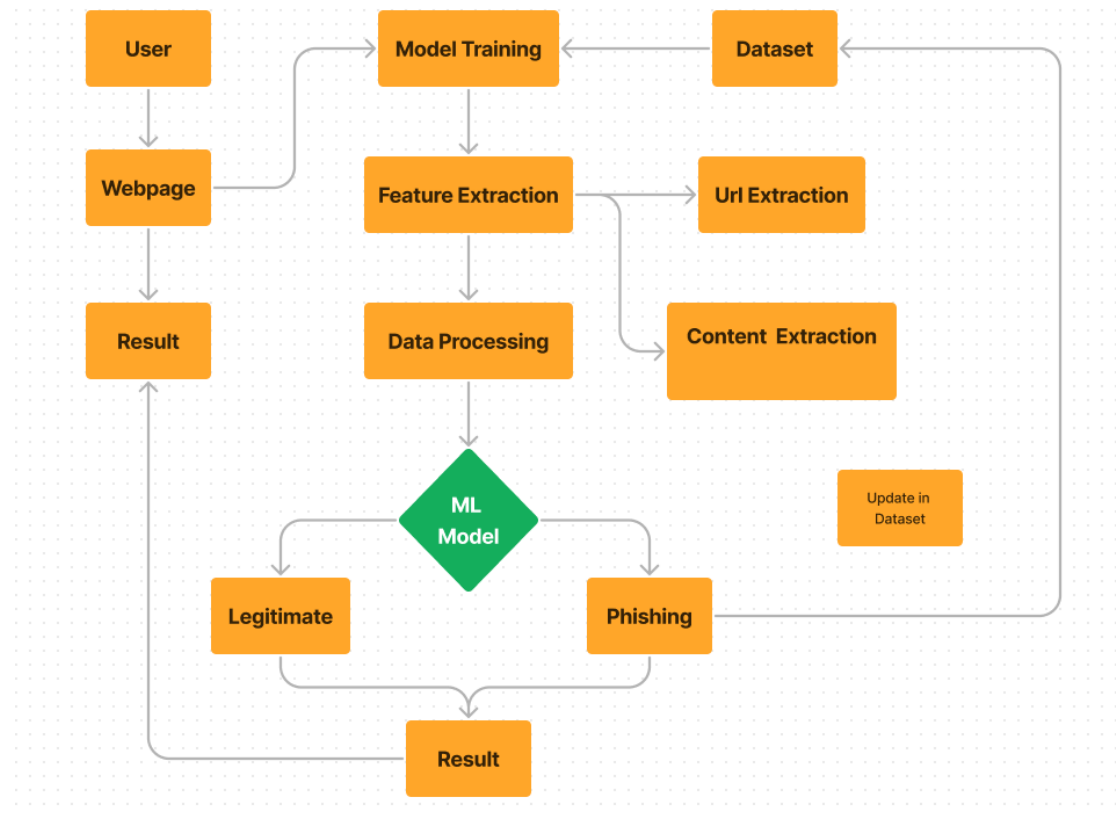 User
Model Training
Dataset
Webpage
Feature Extraction
Url Extraction
Result
Data Processing
Content Extraction
ML
Model
Update in
Dataset
Legitimate
Phishing
Result